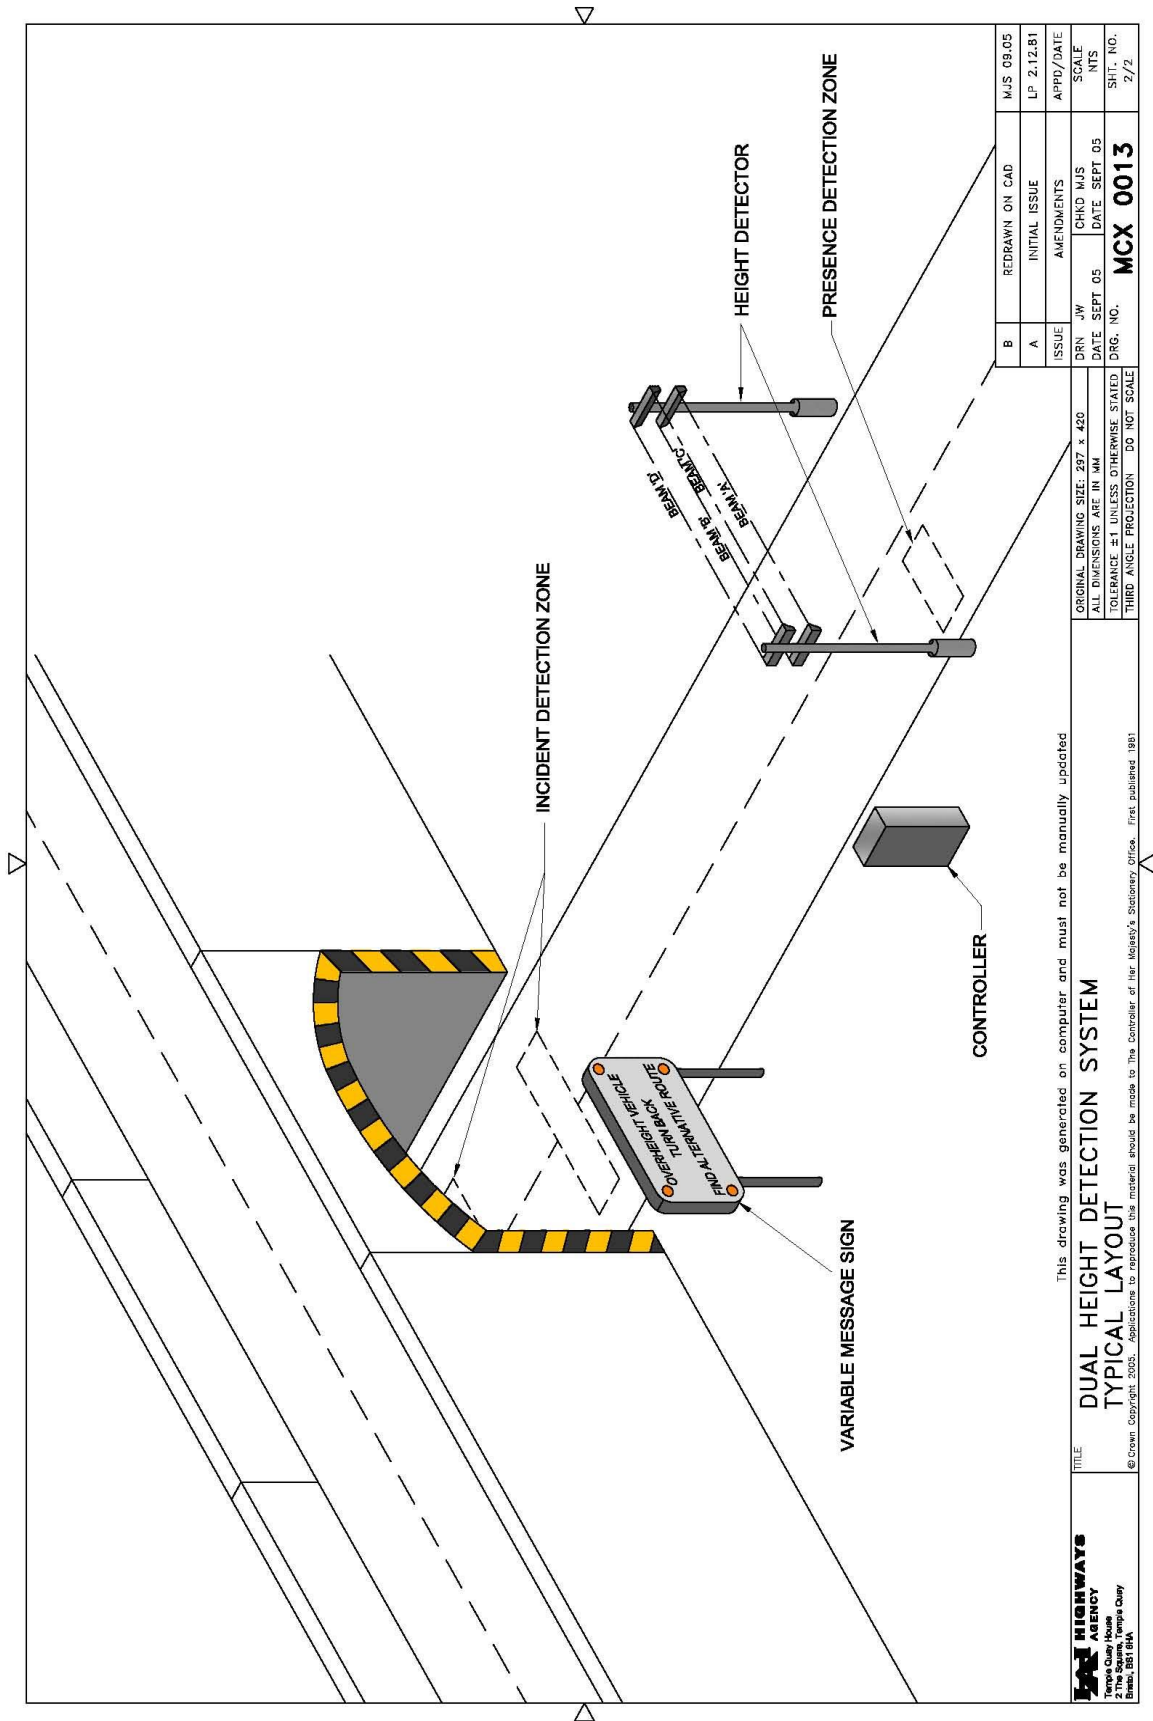 INCIDENT DETECTION ZONE
HEIGHT DETECTOR
PRESENCE DETECTION ZONE
BEAM 'D'
BEAM 'C'
BEAM 'B'
BEAM 'A'
OVERHEIGHT VEHICLE
TURN BACK
FIND ALTERNATIVE ROUTE
VARIABLE MESSAGE SIGN
CONTROLLER
This drawing was generated on computer and must not be manually updated
B REDRAWN ON CAD MJS 09.05
A INITIAL ISSUE LP 2.12.81
ISSUE AMENDMENTS APPD/DATE
HIGHWAYS
AGENCY
Temple Quay House
2 The Square, Temple Quay
Bristol, BS1 6HA
TITLE
DUAL HEIGHT DETECTION SYSTEM
TYPICAL LAYOUT
© Crown Copyright 2005. Applications to reproduce this material should be made to The Controller of Her Majesty's Stationery Office. First published 1981
ORIGINAL DRAWING SIZE: 297 x 420
ALL DIMENSIONS ARE IN MM
TOLERANCE ±1 UNLESS OTHERWISE STATED
THIRD ANGLE PROJECTION DO NOT SCALE
DRN JW
DATE SEPT 05
CHKD MJS
DATE SEPT 05
SCALE
NTS
DRG. NO.
MCX 0013
SHT. NO.
2/2